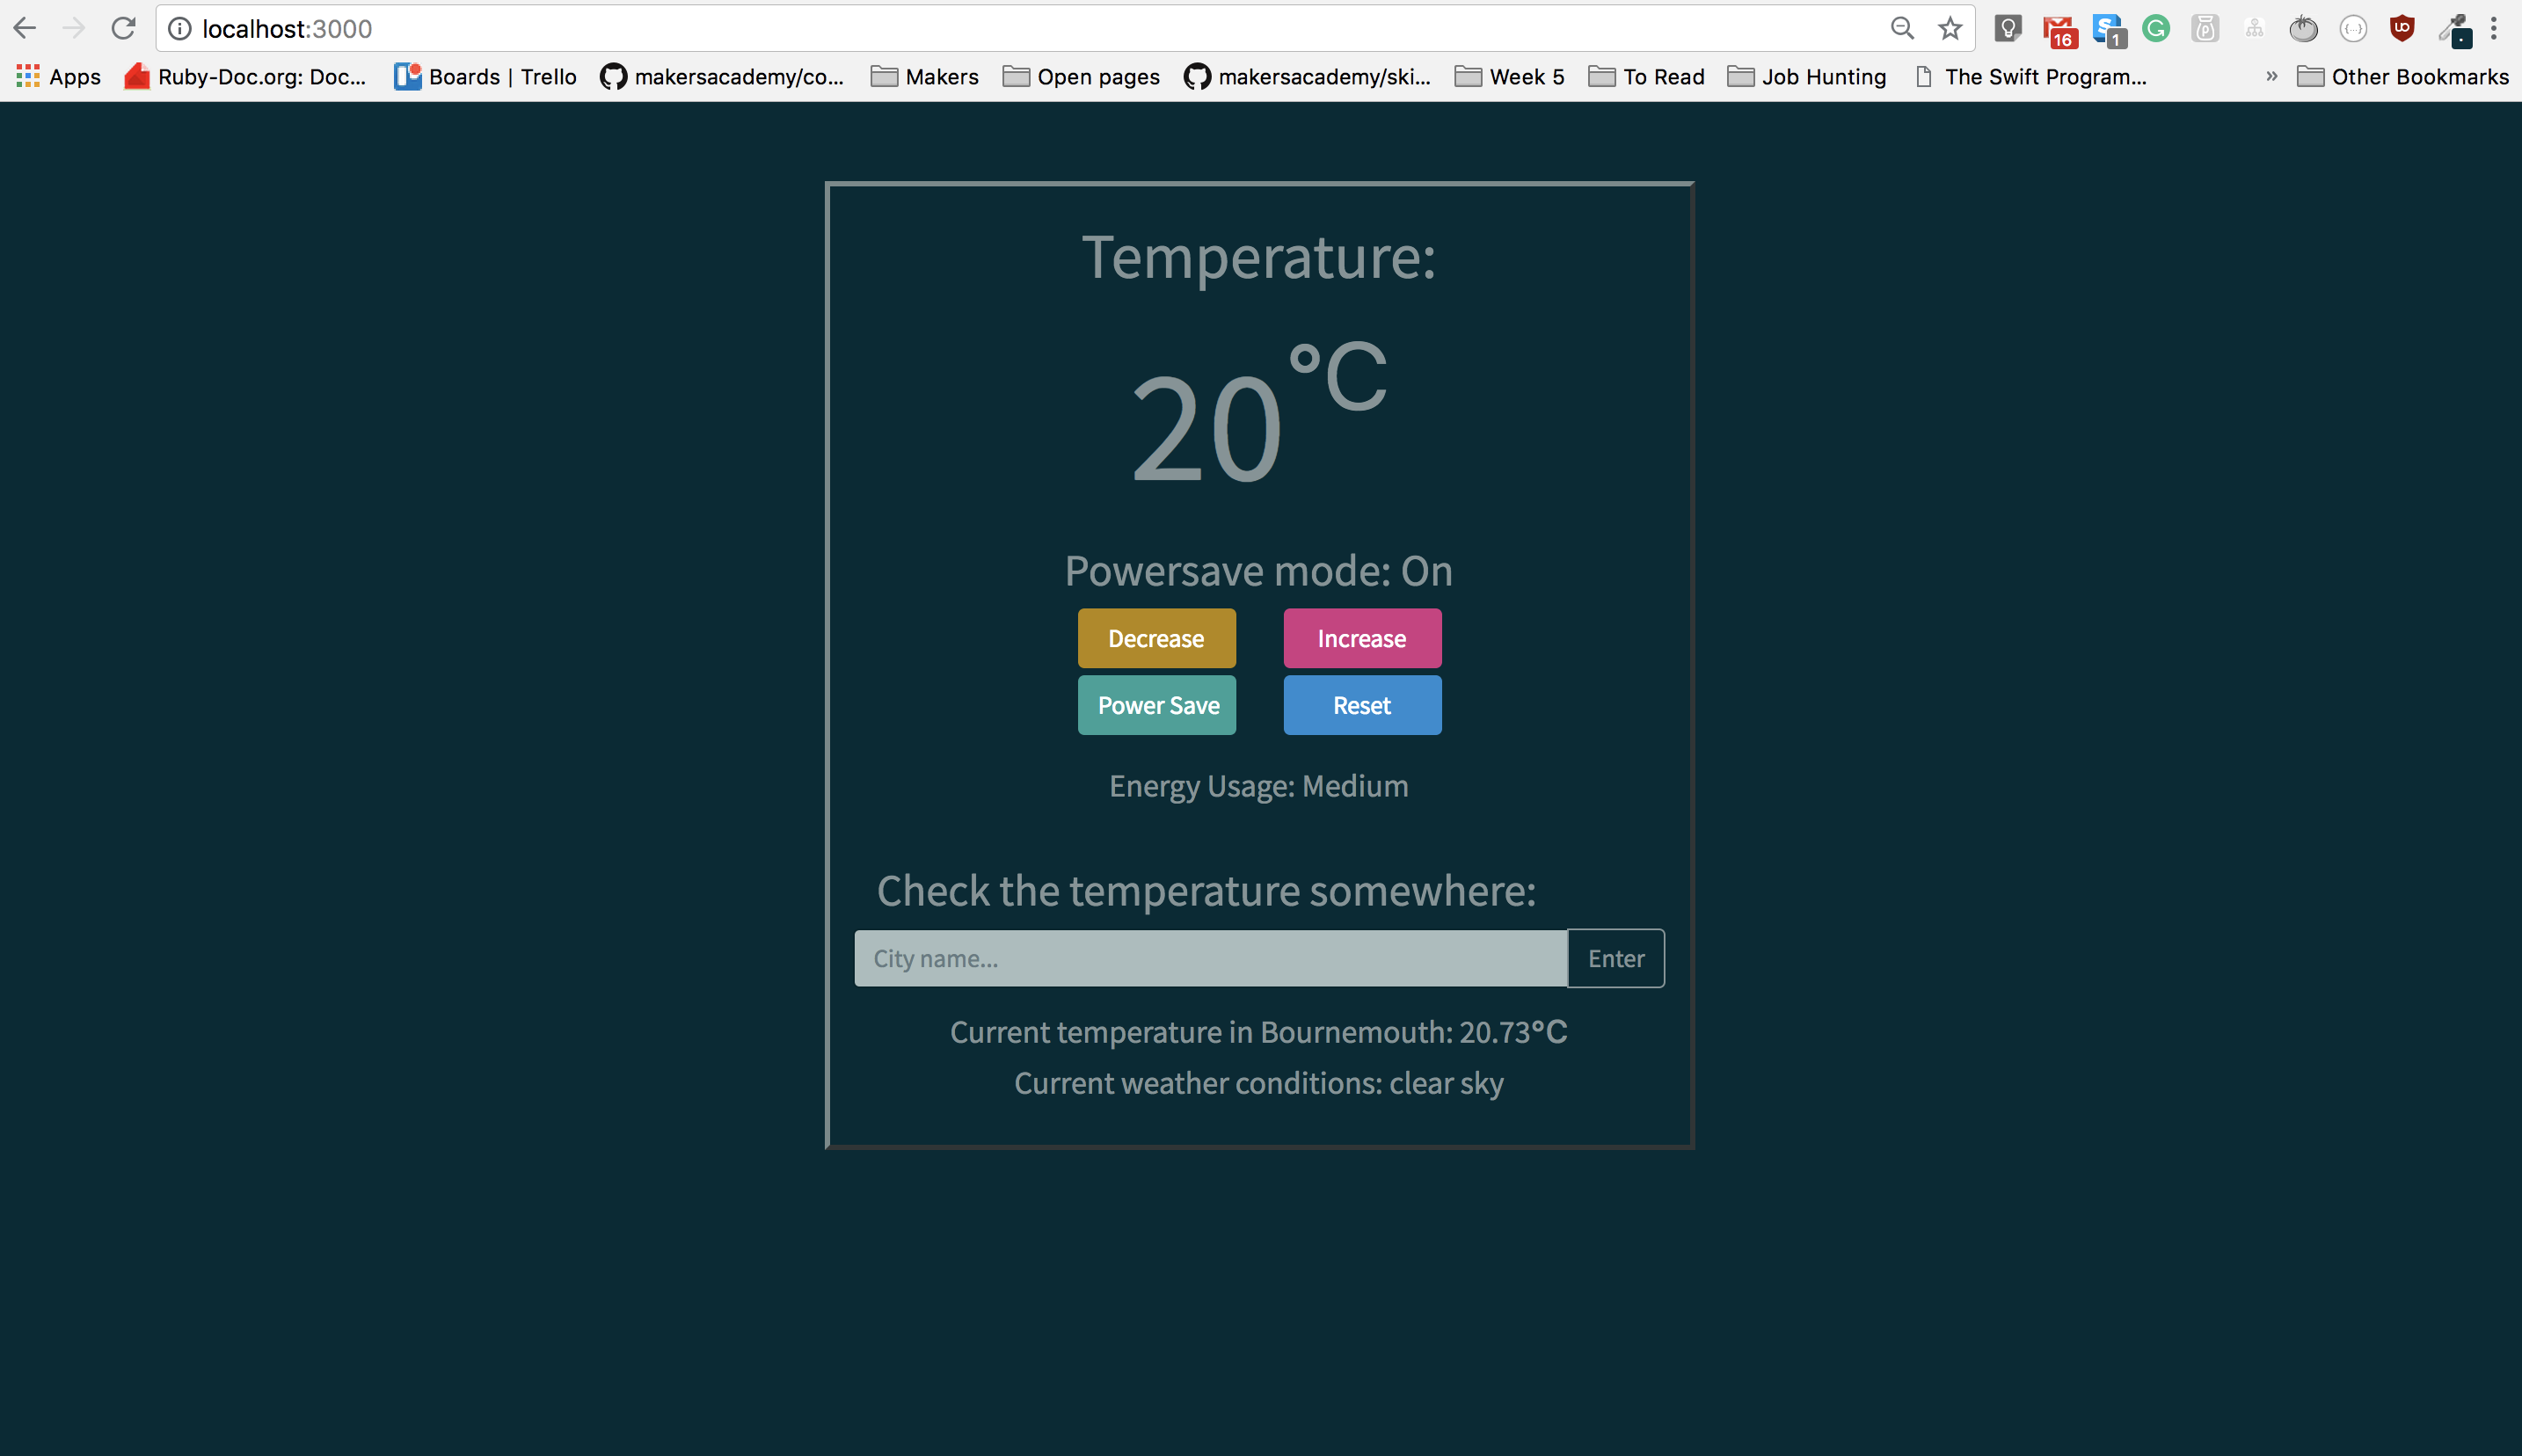 localhost:3000
16
1
Apps
Ruby-Doc.org: Doc...
Boards | Trello
makersacademy/co...
Makers
Open pages
makersacademy/ski...
Week 5
To Read
Job Hunting
The Swift Program...
»
Other Bookmarks
Temperature:
20°C
Powersave mode: On
Decrease
Increase
Power Save
Reset
Energy Usage: Medium
Check the temperature somewhere:
City name...
Enter
Current temperature in Bournemouth: 20.73°C
Current weather conditions: clear sky